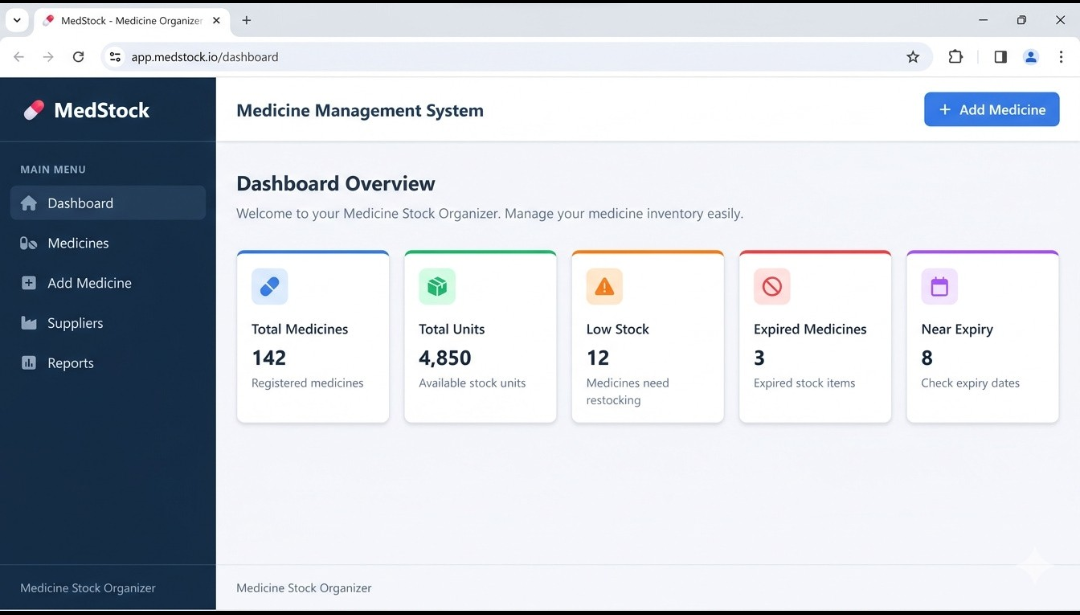 MedStock - Medicine Organizer
app.medstock.io/dashboard
MedStock
MAIN MENU
Dashboard
Medicines
Add Medicine
Suppliers
Reports
Medicine Stock Organizer
Medicine Management System
+ Add Medicine
Dashboard Overview
Welcome to your Medicine Stock Organizer. Manage your medicine inventory easily.
Total Medicines
142
Registered medicines
Total Units
4,850
Available stock units
Low Stock
12
Medicines need
restocking
Expired Medicines
3
Expired stock items
Near Expiry
8
Check expiry dates
Medicine Stock Organizer